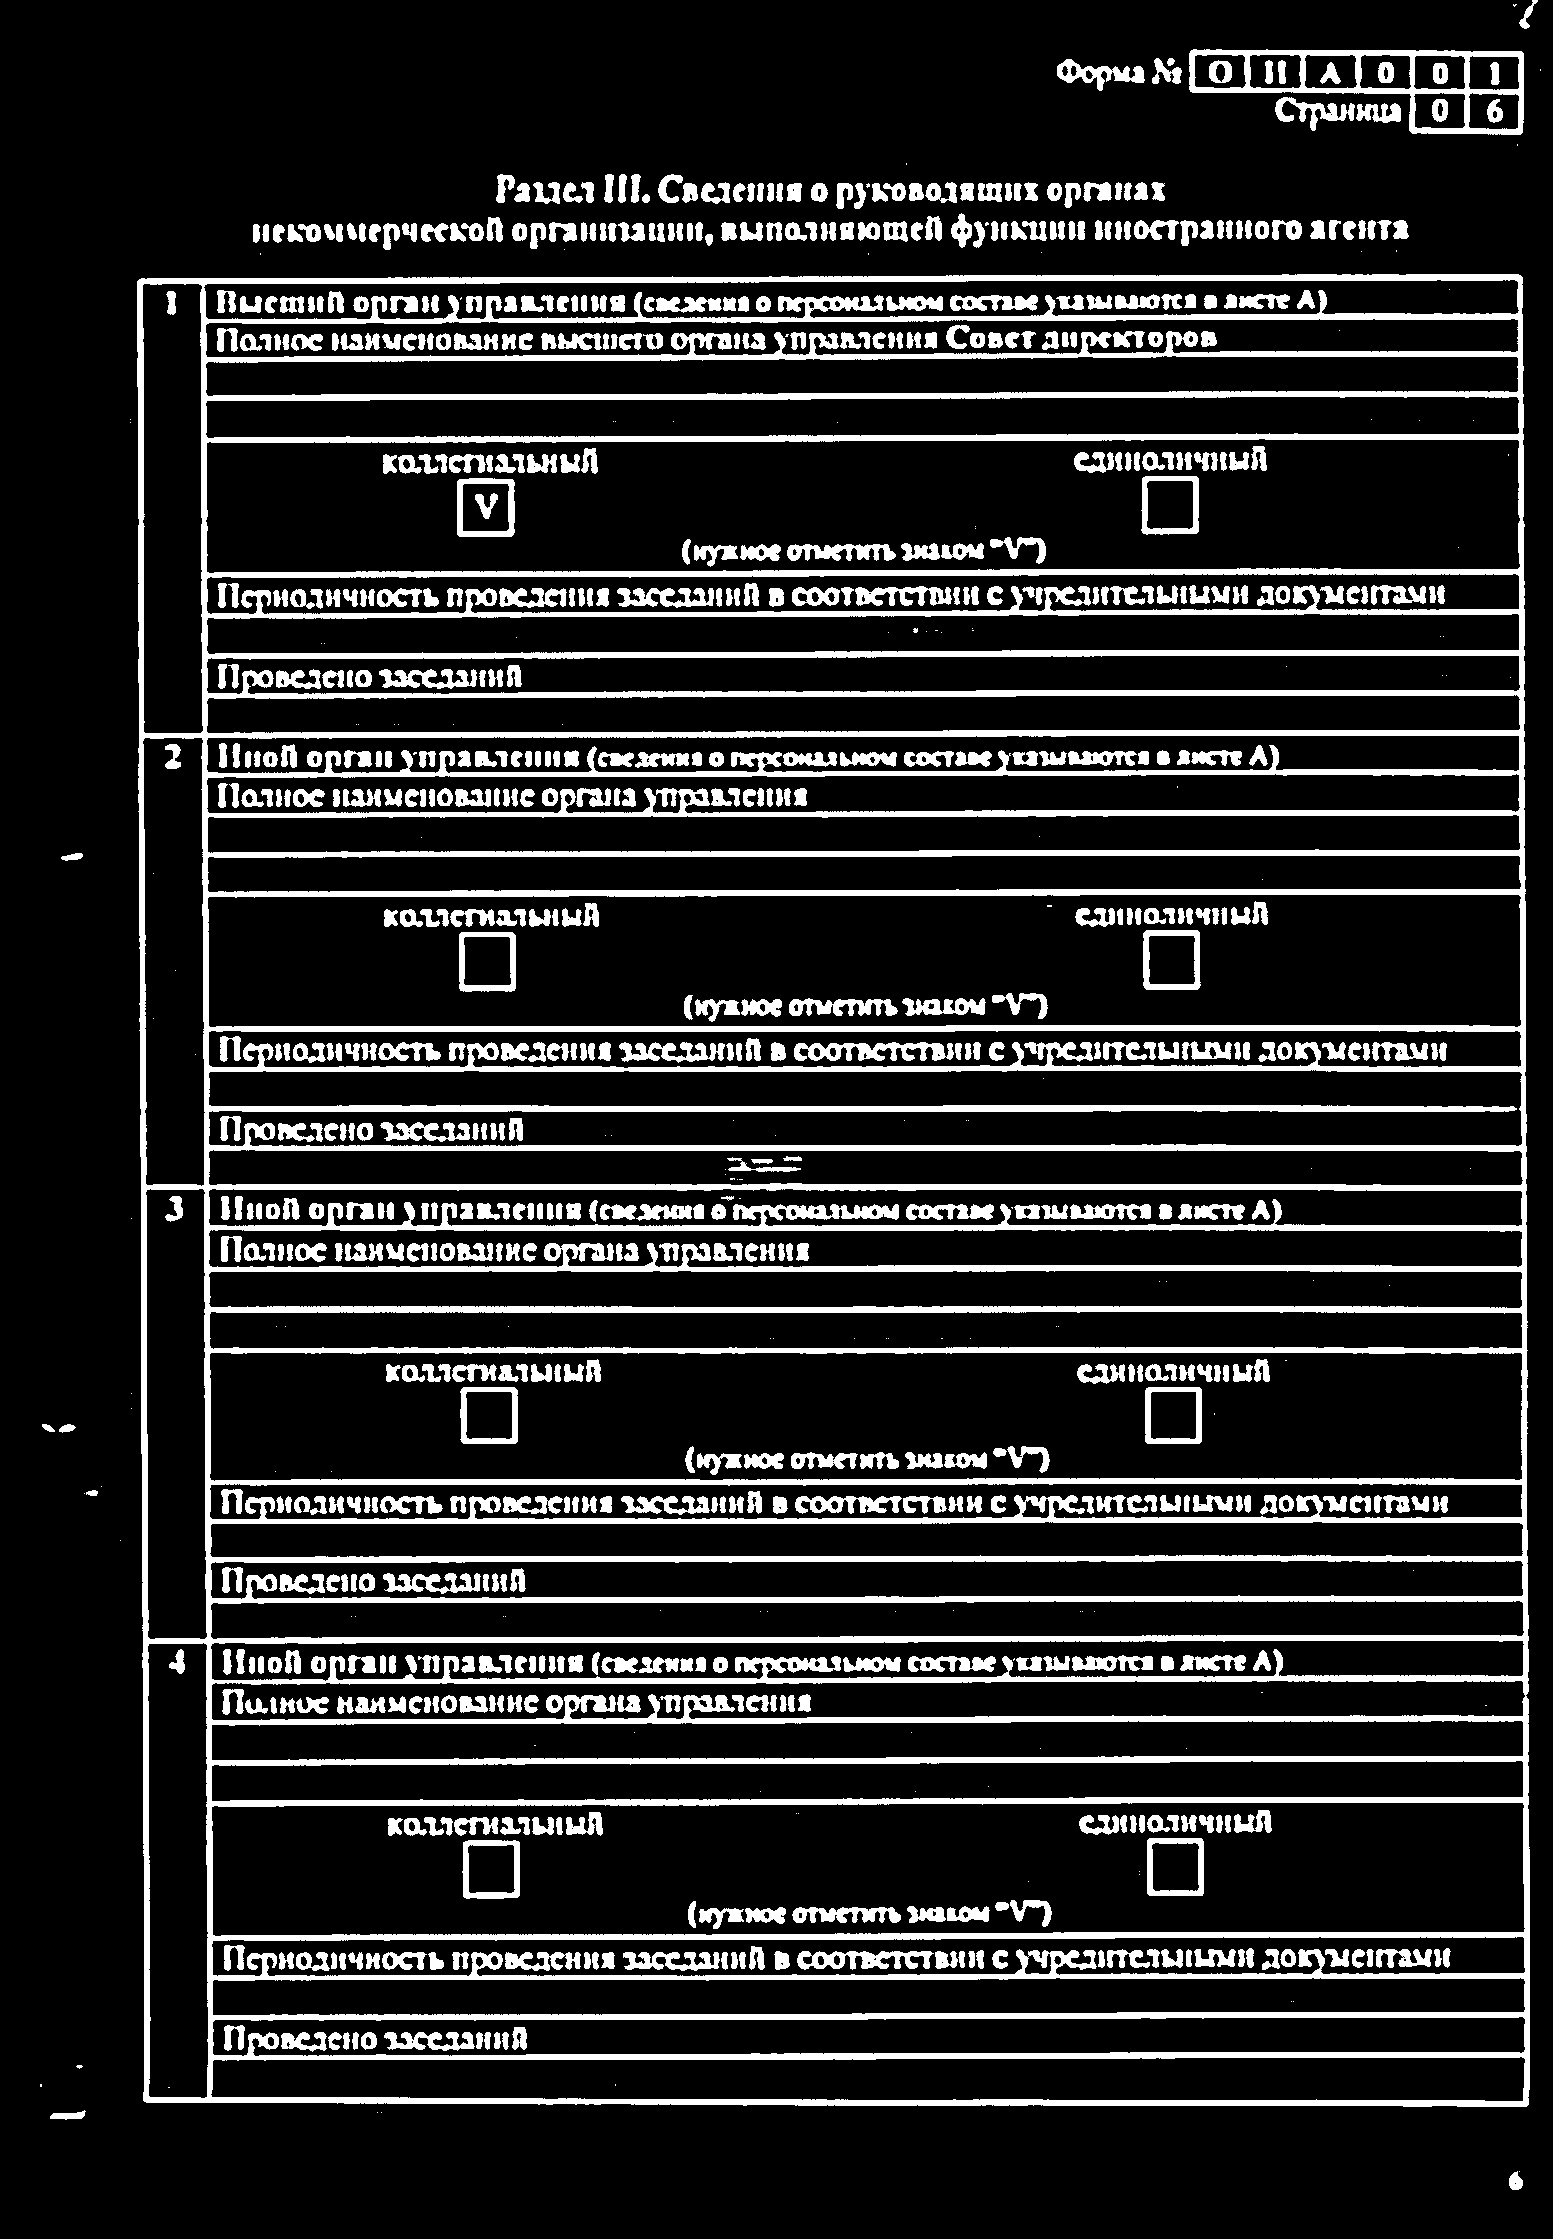 Форма № О И А 0 0 1
Страница 0 6
Раздел III. Сведения о руководящих органах
некоммерческой организации, выполняющей функции иностранного агента
1 Высший орган управления (сведения о персональном составе указываются в листе А)
Полное наименование высшего органа управления Совет директоров
коллегиальный единоличный
V
(нужное отметить знаком "V")
Периодичность проведения заседаний в соответствии с учредительными документами
Проведено заседаний
2 Иной орган управления (сведения о персональном составе указываются в листе А)
Полное наименование органа управления
коллегиальный единоличный
(нужное отметить знаком "V")
Периодичность проведения заседаний в соответствии с учредительными документами
Проведено заседаний
3 Иной орган управления (сведения о персональном составе указываются в листе А)
Полное наименование органа управления
коллегиальный единоличный
(нужное отметить знаком "V")
Периодичность проведения заседаний в соответствии с учредительными документами
Проведено заседаний
4 Иной орган управления (сведения о персональном составе указываются в листе А)
Полное наименование органа управления
коллегиальный единоличный
(нужное отметить знаком "V")
Периодичность проведения заседаний в соответствии с учредительными документами
Проведено заседаний
6